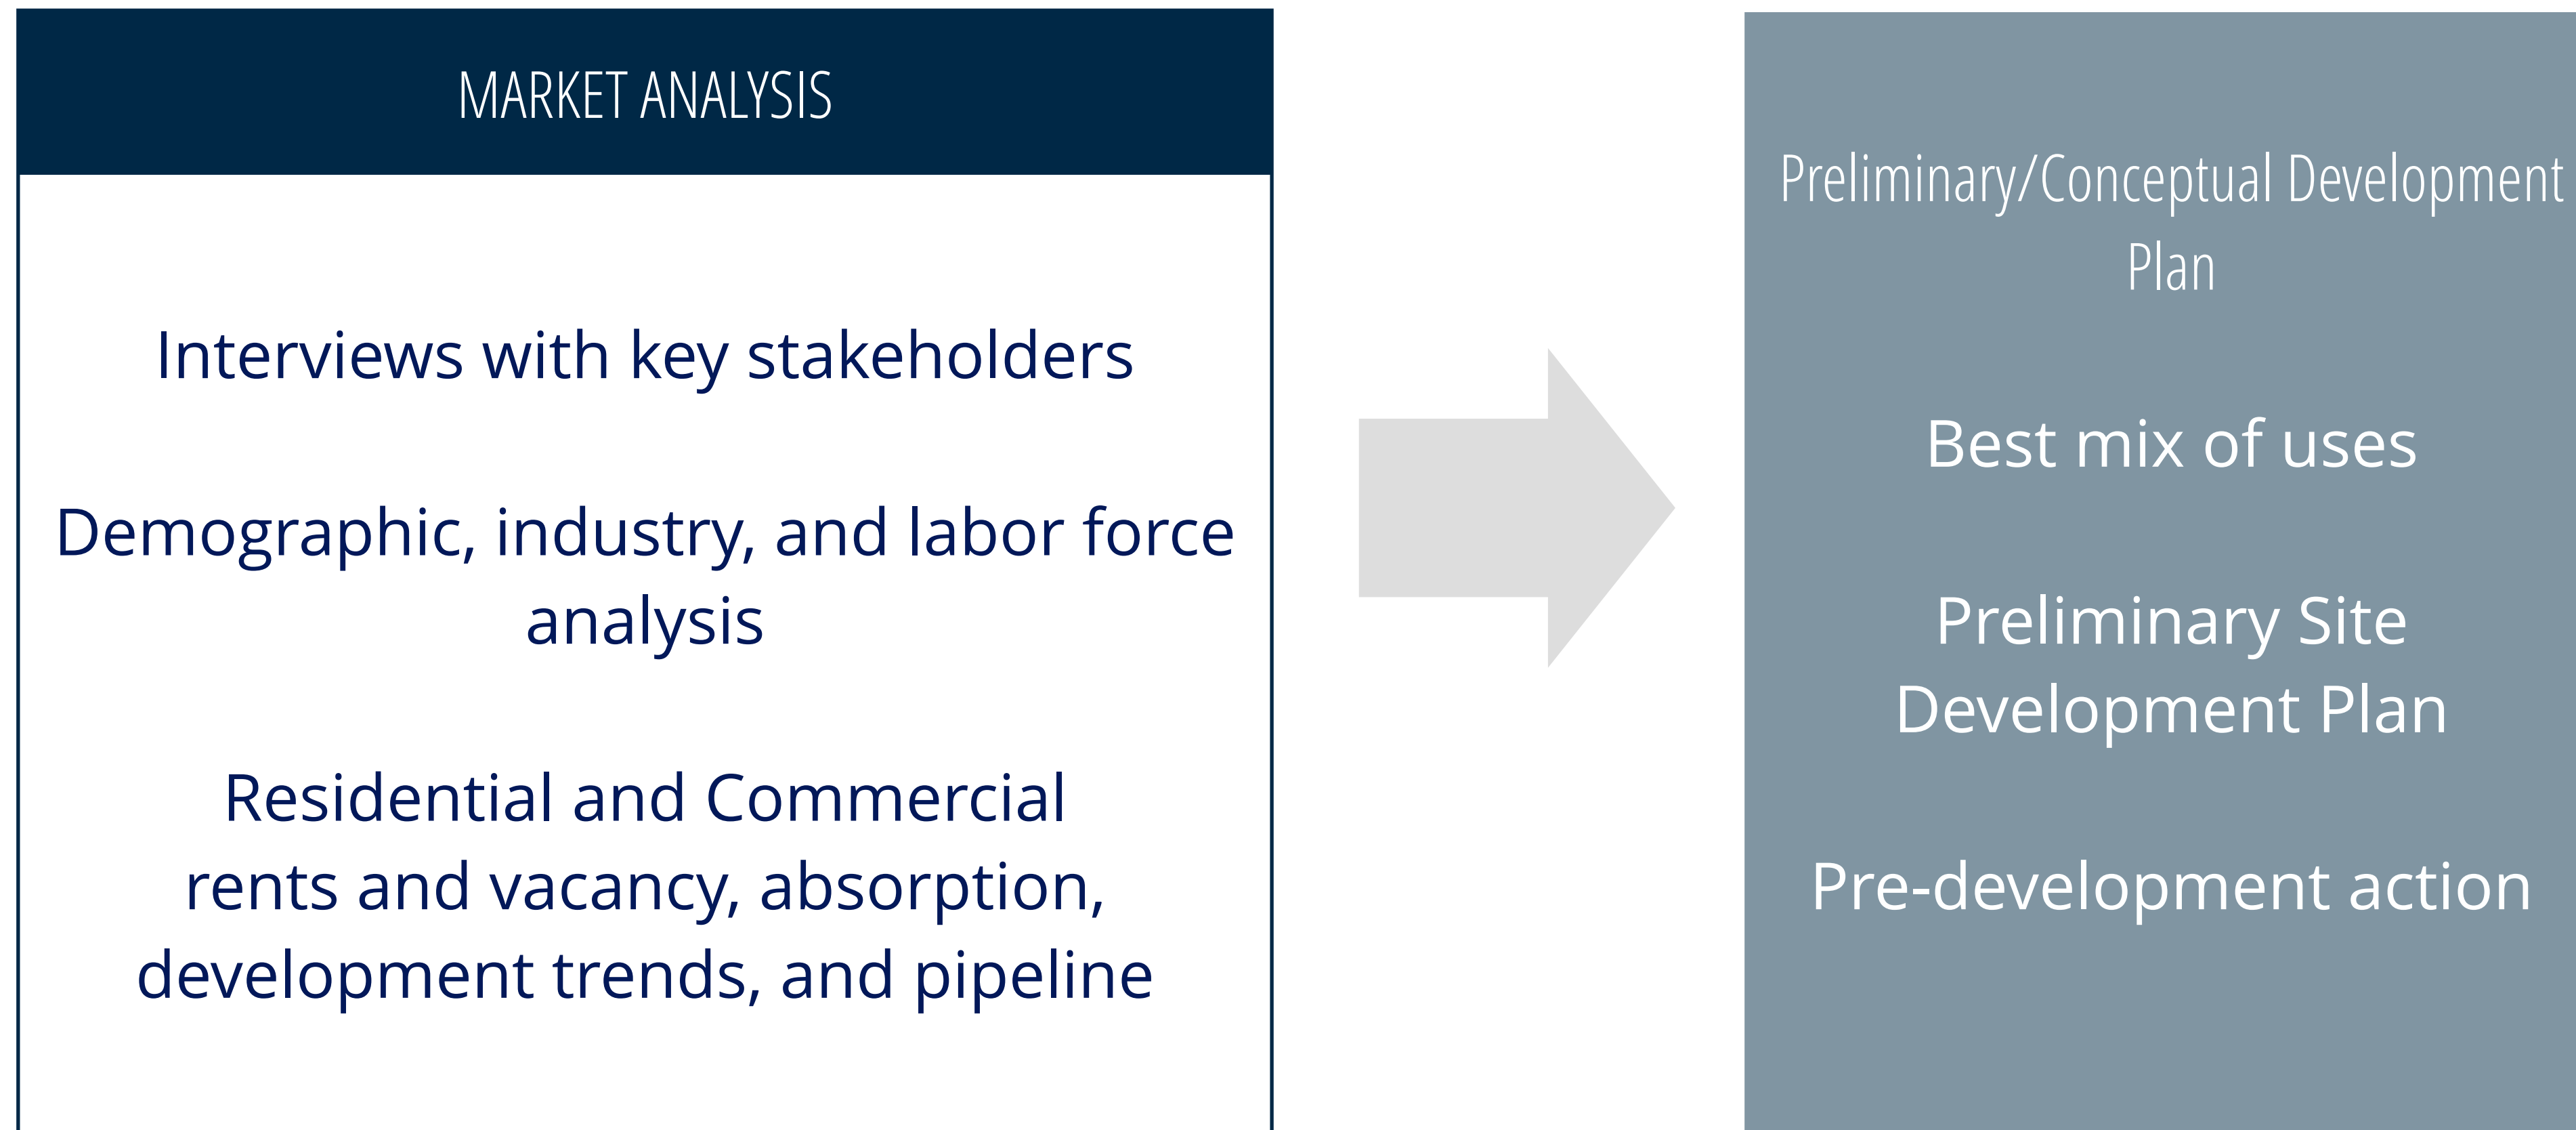 MARKET ANALYSIS
Interviews with key stakeholders
Demographic, industry, and labor force
analysis
Residential and Commercial
rents and vacancy, absorption,
development trends, and pipeline
Preliminary/Conceptual Development
Plan
Best mix of uses
Preliminary Site
Development Plan
Pre-development action